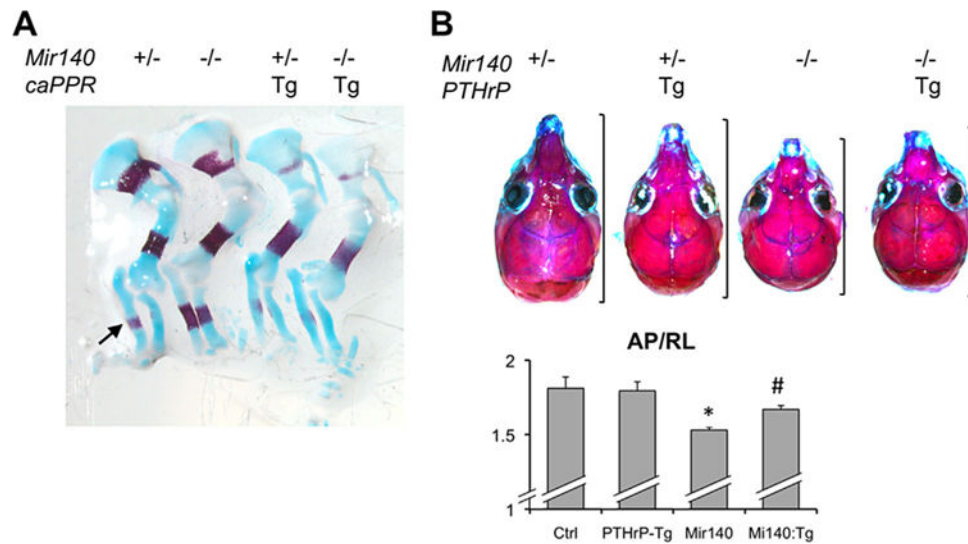 A
Mir140 +/- -/- +/- -/-
caPPR Tg Tg
B
Mir140 +/- +/- -/- -/-
PTHrP Tg Tg
AP/RL
2
1.5
1
* #
Ctrl PTHrP-Tg Mir140 Mi140:Tg